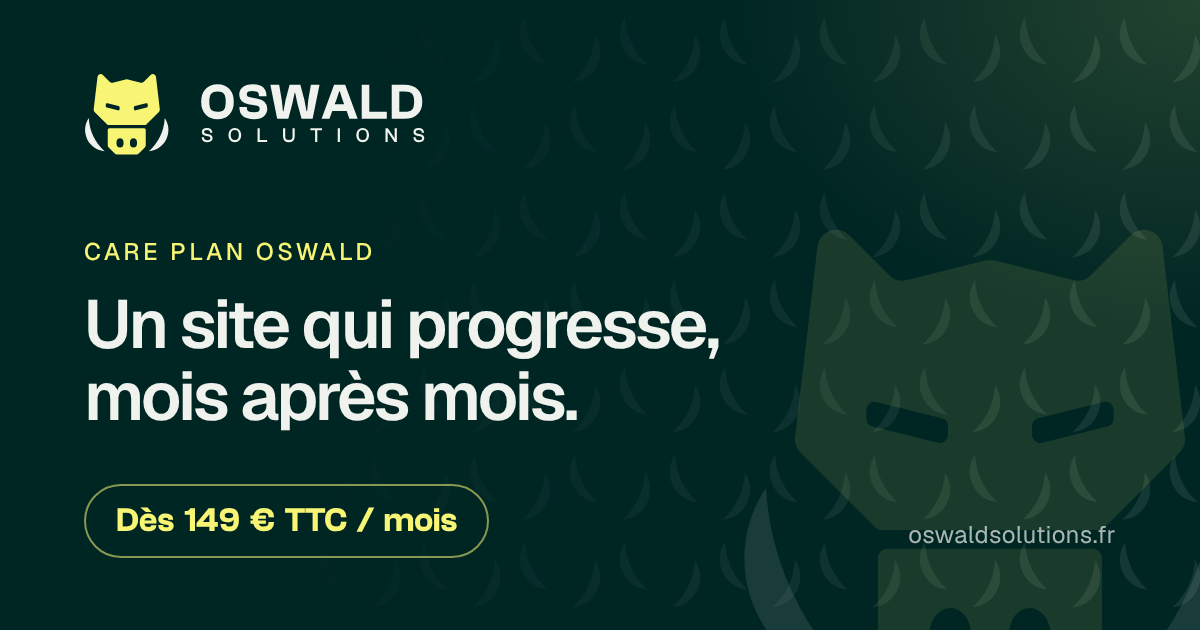 OSWALD
SOLUTIONS
CARE PLAN OSWALD
Un site qui progresse,
mois après mois.
Dès 149 € TTC / mois
oswaldsolutions.fr